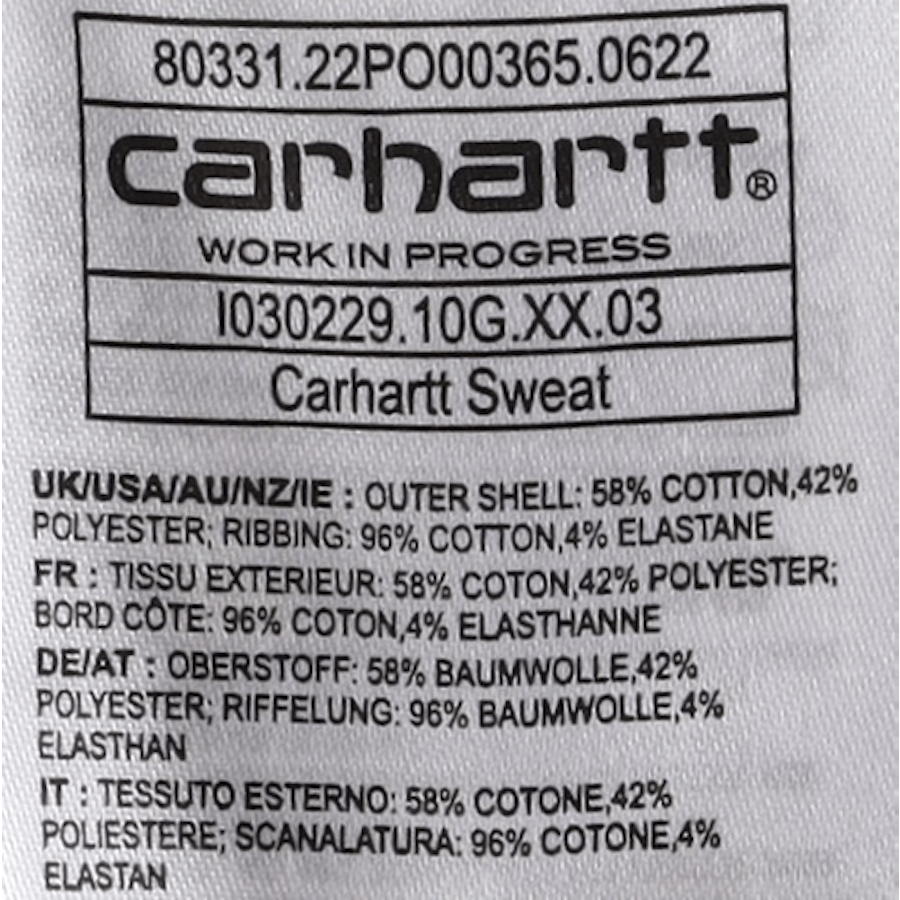 80331.22PO00365.0622
carhartt®
WORK IN PROGRESS
I030229.10G.XX.03
Carhartt Sweat
UK/USA/AU/NZ/IE : OUTER SHELL: 58% COTTON,42%
POLYESTER; RIBBING: 96% COTTON,4% ELASTANE
FR : TISSU EXTERIEUR: 58% COTON,42% POLYESTER;
BORD CÔTE: 96% COTON,4% ELASTHANNE
DE/AT : OBERSTOFF: 58% BAUMWOLLE,42%
POLYESTER; RIFFELUNG: 96% BAUMWOLLE,4%
ELASTHAN
IT : TESSUTO ESTERNO: 58% COTONE,42%
POLIESTERE; SCANALATURA: 96% COTONE,4%
ELASTAN